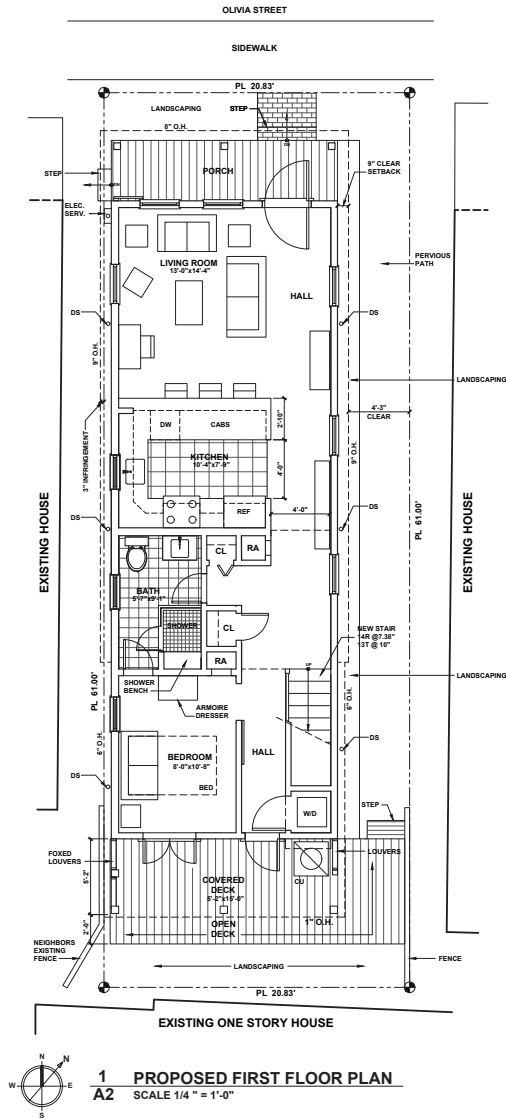 OLIVIA STREET
SIDEWALK
PL 20.83'
LANDSCAPING
STEP
8" O.H.
STEP
PORCH
9" CLEAR
SETBACK
ELEC.
SERV.
LIVING ROOM
13'-0"x14'-4"
HALL
PERVIOUS
PATH
DS
DS
9" O.H.
LANDSCAPING
4'-3"
CLEAR
DW
CABS
2'-10"
3" INFRINGEMENT
KITCHEN
10'-4"x7'-9"
4'-0"
9" O.H.
REF
4'-0"
EXISTING HOUSE
EXISTING HOUSE
PL 61.00'
DS
DS
CL
RA
BATH
5'-7"x9'-1"
SHOWER
CL
NEW STAIR
14R @7.38"
13T @ 10"
RA
UP
PL 61.00'
SHOWER
BENCH
LANDSCAPING
6" O.H.
ARMOIRE
DRESSER
6" O.H.
DS
BEDROOM
8'-0"x10'-8"
HALL
DS
BED
W/D
STEP
FOXED
LOUVERS
LOUVERS
5'-2"
COVERED
DECK
5'-2"x15'-0"
CU
2'-0"
1" O.H.
OPEN
DECK
NEIGHBORS
EXISTING
FENCE
FENCE
LANDSCAPING
PL 20.83'
EXISTING ONE STORY HOUSE
N
N
W
E
S
1
A2
PROPOSED FIRST FLOOR PLAN
SCALE 1/4 " = 1'-0"